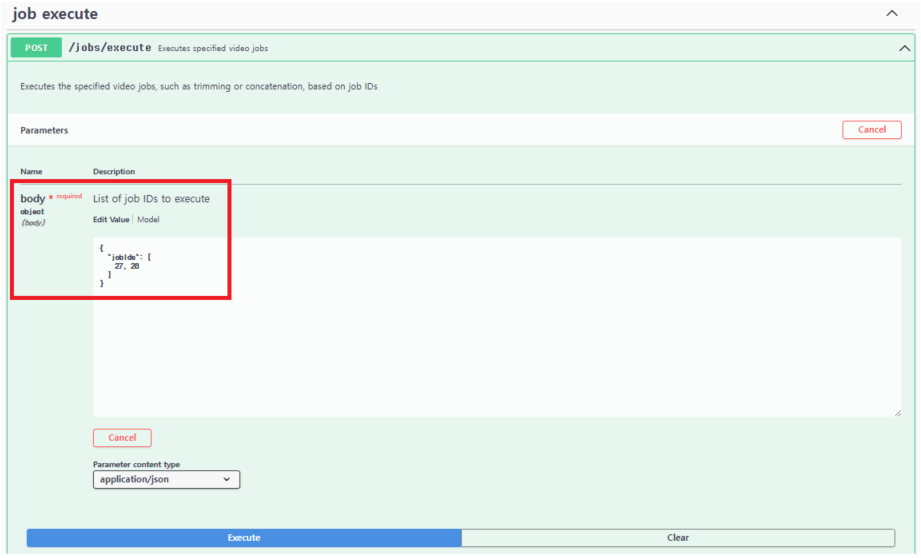 job execute
POST /jobs/execute Executes specified video jobs
Executes the specified video jobs, such as trimming or concatenation, based on job IDs
Parameters
Cancel
Name Description
body * required List of job IDs to execute
object
(body)
Edit Value | Model
{
"jobIds": [
27, 28
]
}
Cancel
Parameter content type
application/json
Execute Clear